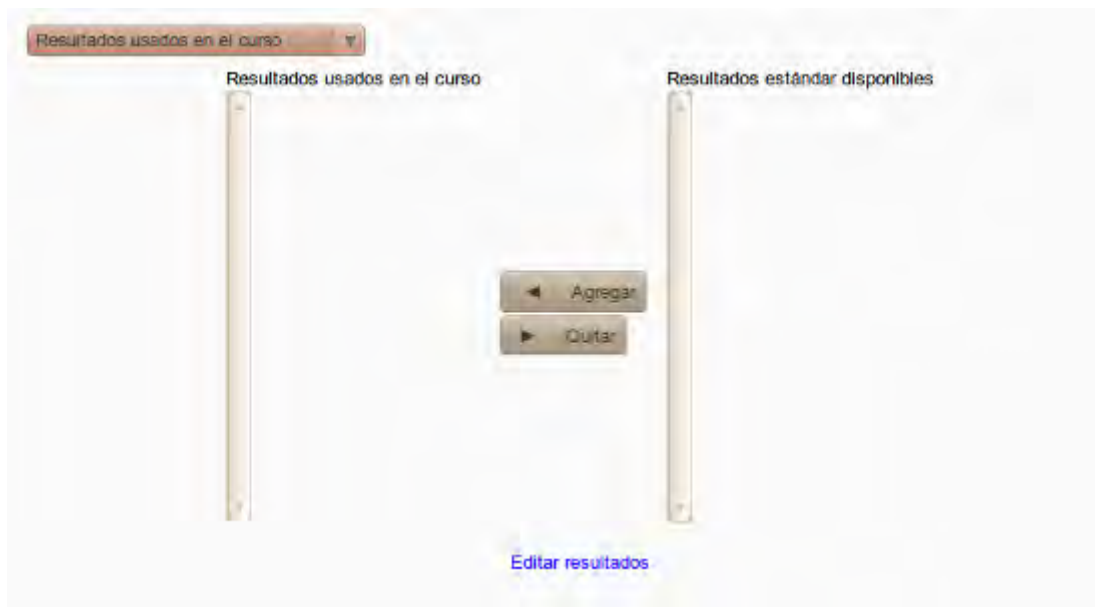 Resultados usados en el curso
Resultados usados en el curso
Resultados estándar disponibles
Agregar
Quitar
Editar resultados